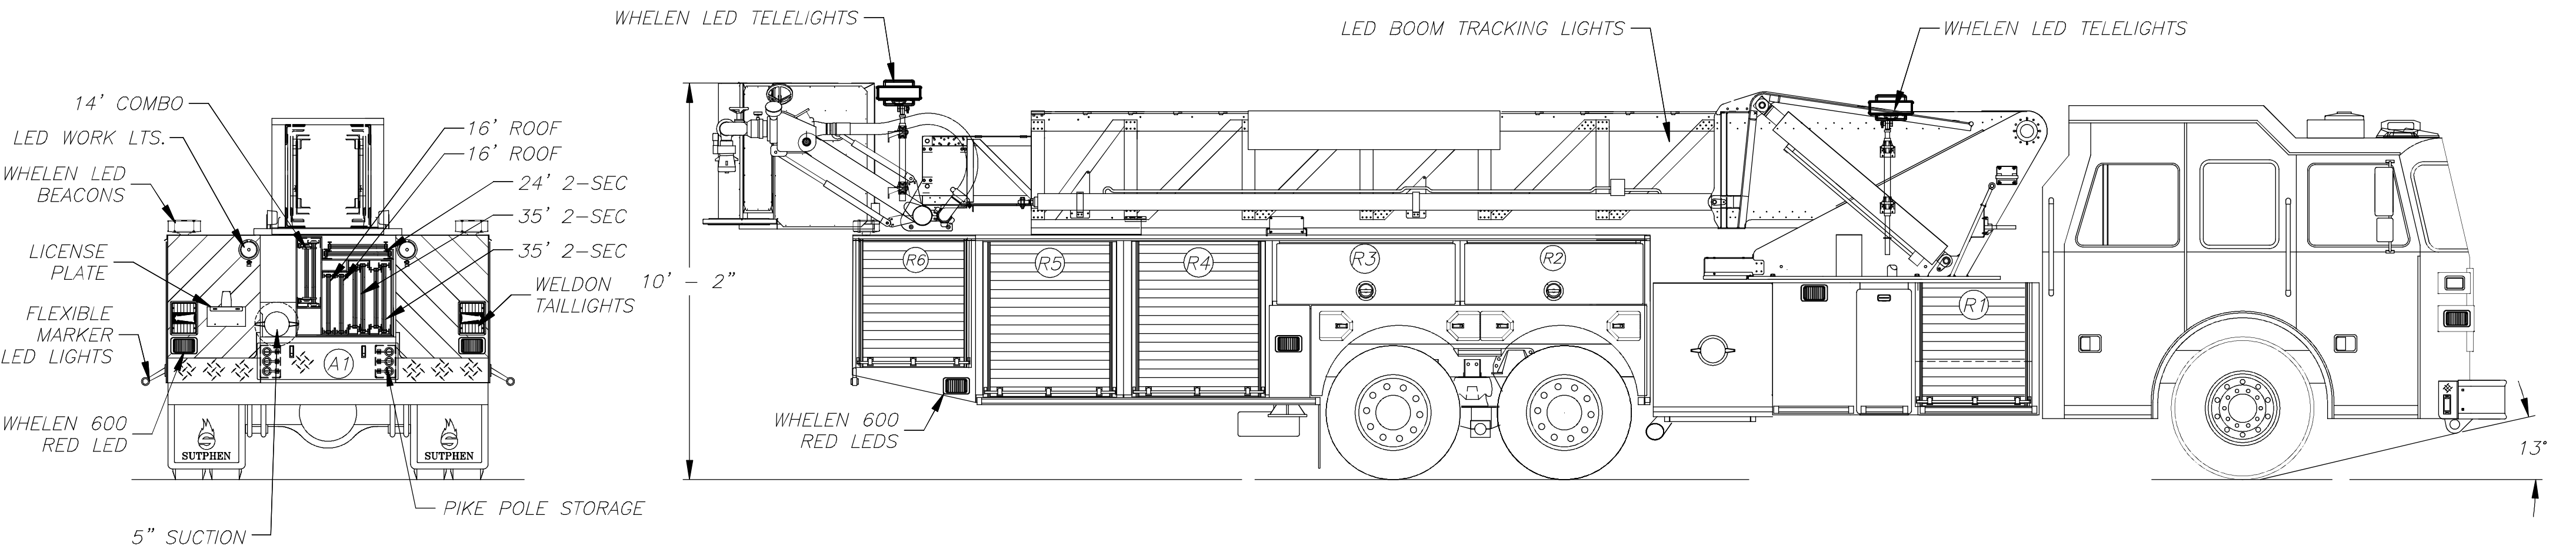 WHELEN LED TELELIGHTS
LED BOOM TRACKING LIGHTS
WHELEN LED TELELIGHTS
14' COMBO
LED WORK LTS.
WHELEN LED
BEACONS
LICENSE
PLATE
FLEXIBLE
MARKER
LED LIGHTS
WHELEN 600
RED LED
5" SUCTION
16' ROOF
16' ROOF
24' 2-SEC
35' 2-SEC
35' 2-SEC
WELDON
TAILLIGHTS
A1
SUTPHEN
SUTPHEN
PIKE POLE STORAGE
10' - 2"
R6
R5
R4
R3
R2
R1
WHELEN 600
RED LEDS
13°